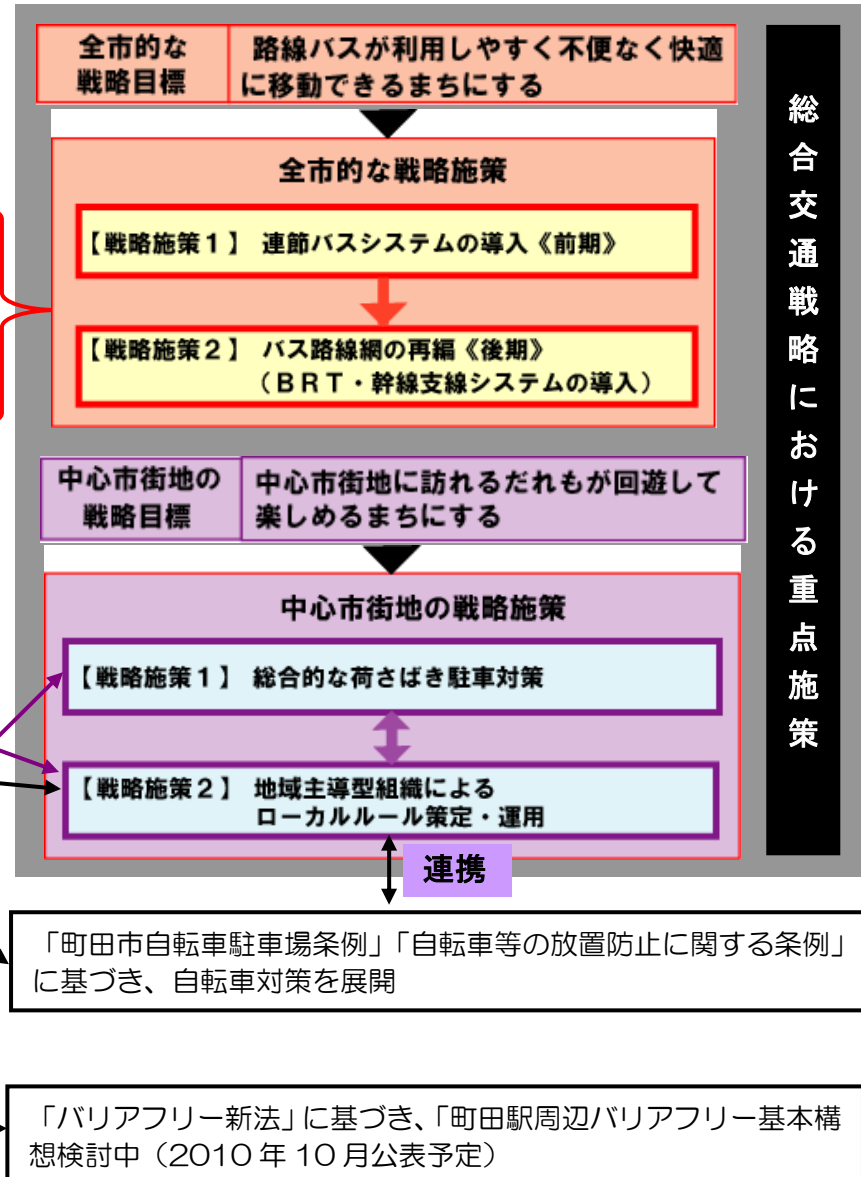 全市的な
戦略目標
路線バスが利用しやすく不便なく快適
に移動できるまちにする
全市的な戦略施策
【戦略施策１】 連節バスシステムの導入《前期》
【戦略施策２】 バス路線網の再編《後期》
（ＢＲＴ・幹線支線システムの導入）
中心市街地の
戦略目標
中心市街地に訪れるだれもが回遊して
楽しめるまちにする
中心市街地の戦略施策
【戦略施策１】 総合的な荷さばき駐車対策
【戦略施策２】 地域主導型組織による
ローカルルール策定・運用
連携
総合交通戦略における重点施策
「町田市自転車駐車場条例」「自転車等の放置防止に関する条例」
に基づき、自転車対策を展開
「バリアフリー新法」に基づき、「町田駅周辺バリアフリー基本構
想検討中（2010 年 10 月公表予定）